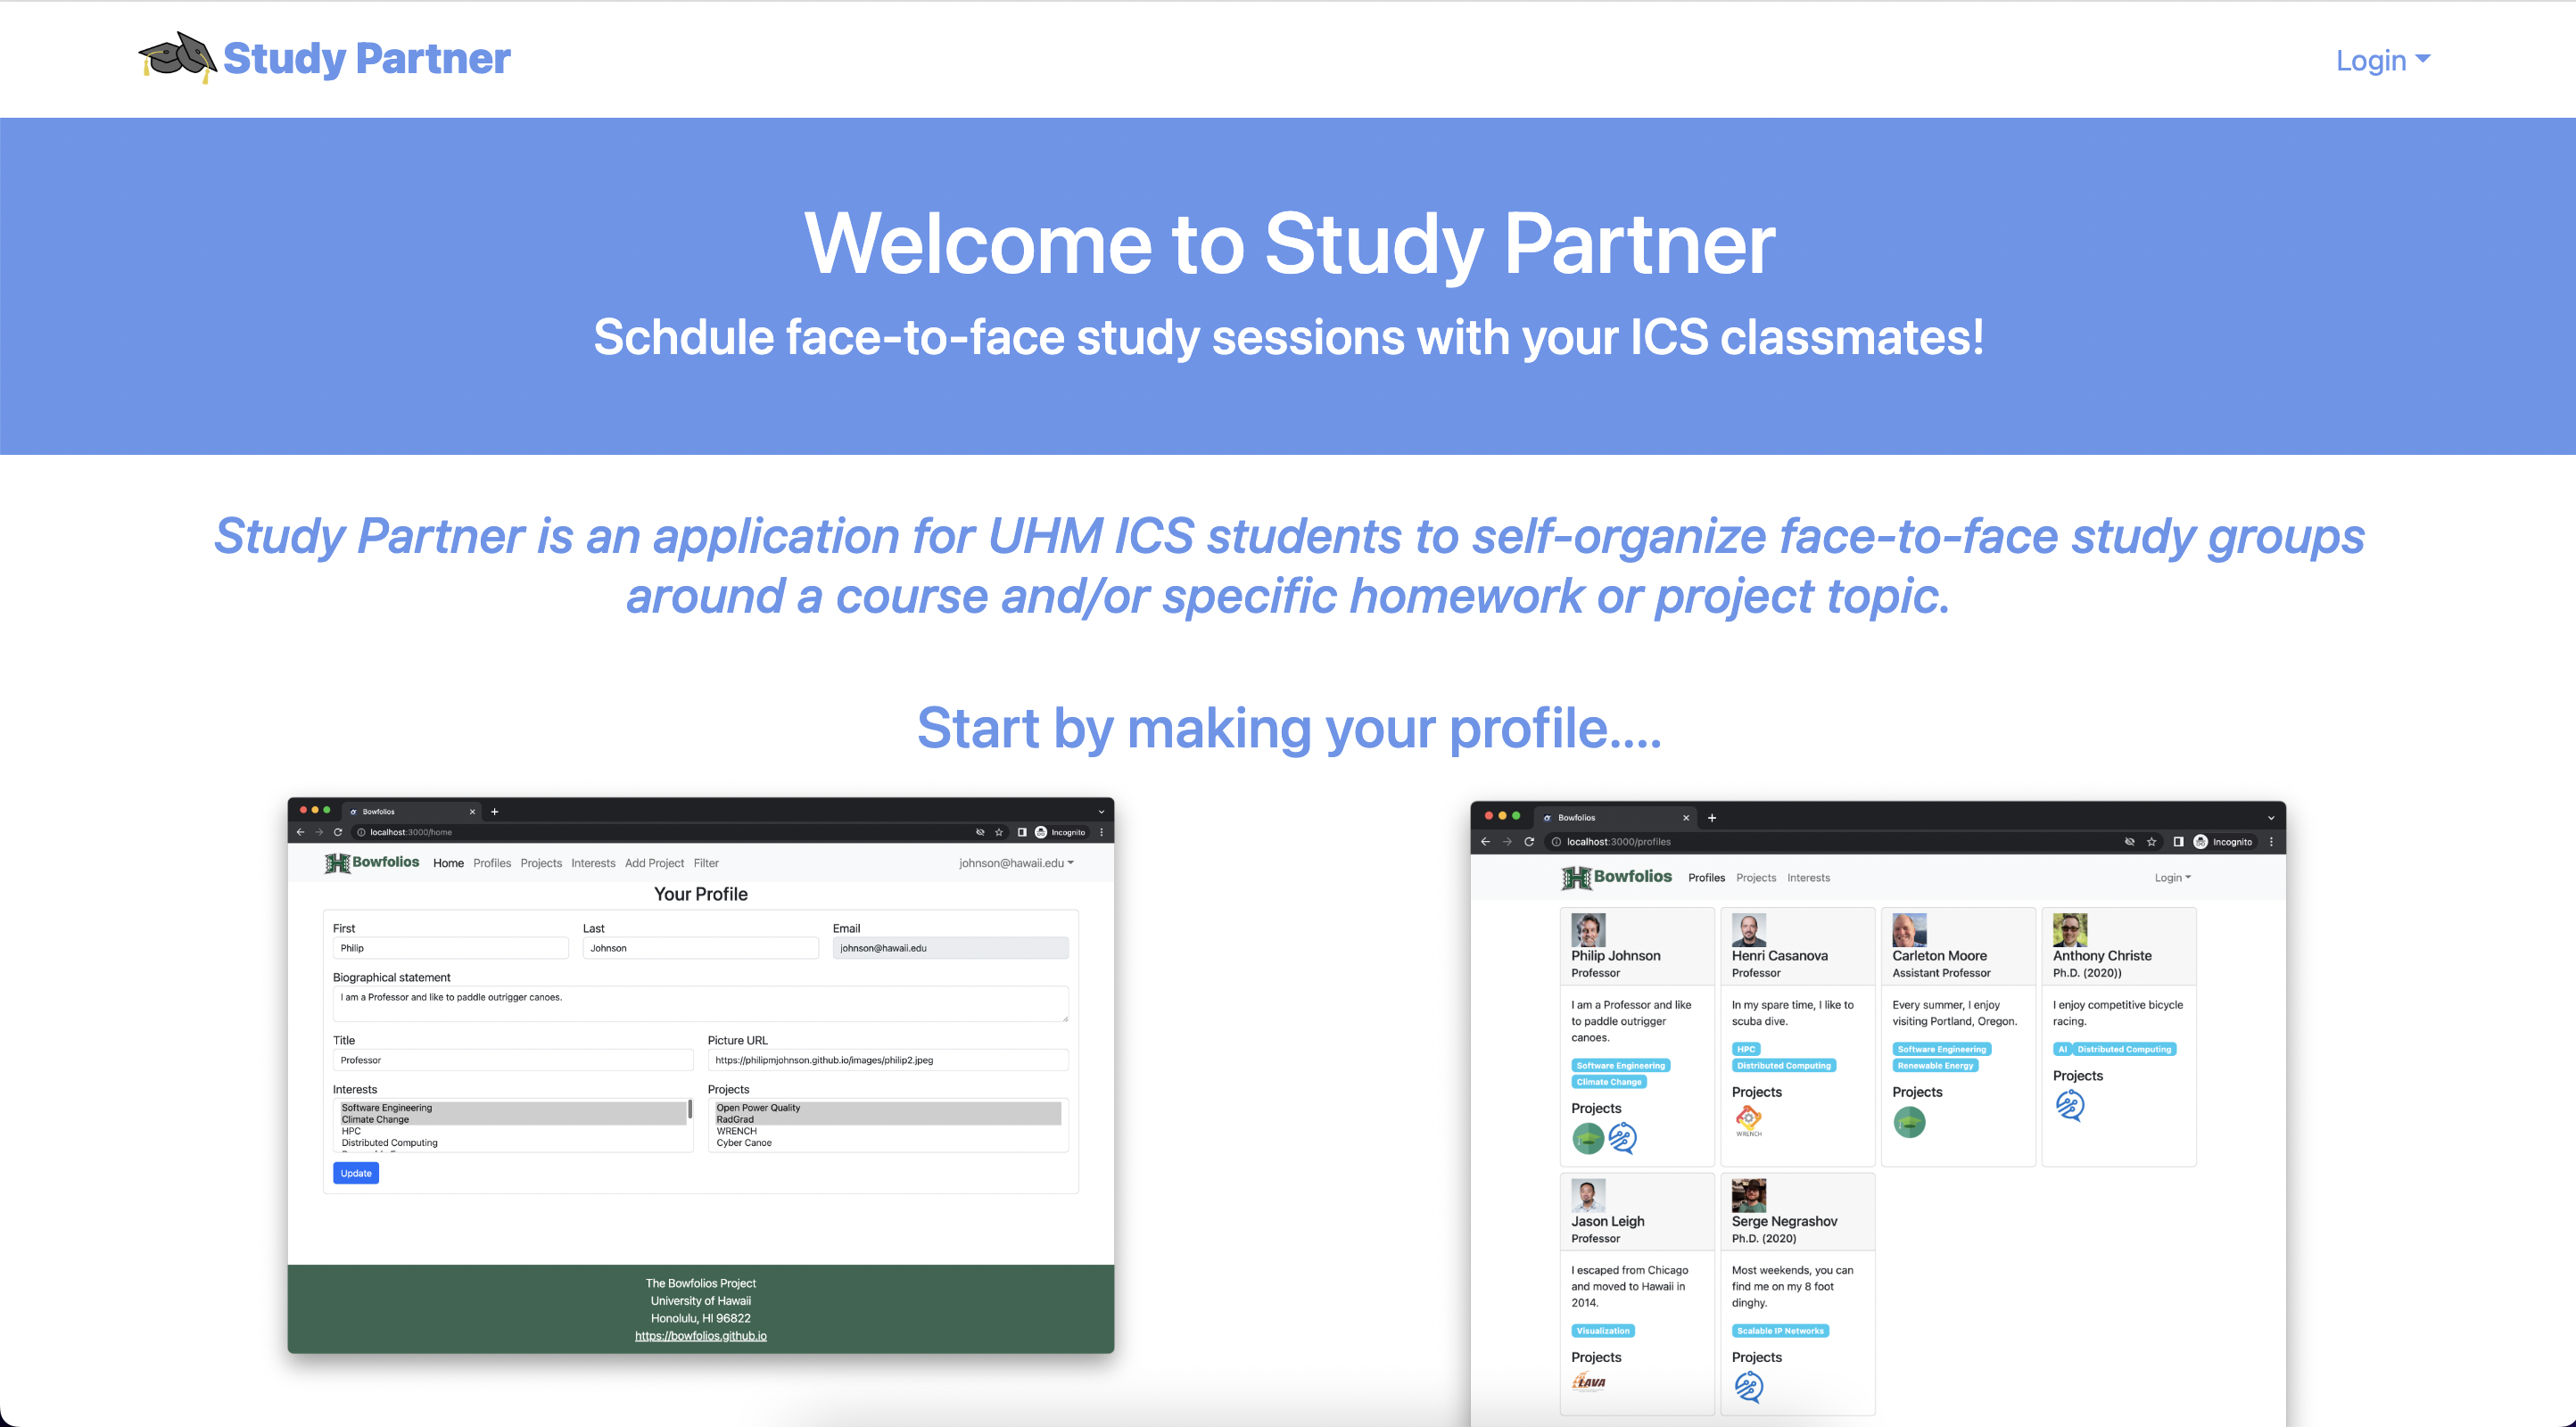 Study Partner
Login
Welcome to Study Partner
Schdule face-to-face study sessions with your ICS classmates!
Study Partner is an application for UHM ICS students to self-organize face-to-face study groups
around a course and/or specific homework or project topic.
Start by making your profile....
Bowfolios
localhost:3000/home
Incognito
Bowfolios Home Profiles Projects Interests Add Project Filter johnson@hawaii.edu
Your Profile
First Last Email
Philip Johnson johnson@hawaii.edu
Biographical statement
I am a Professor and like to paddle outrigger canoes.
Title Picture URL
Professor https://philipmjohnson.github.io/images/philip2.jpeg
Interests Projects
Software Engineering Open Power Quality
Climate Change RadGrad
HPC WRENCH
Distributed Computing Cyber Canoe
Update
The Bowfolios Project
University of Hawaii
Honolulu, HI 96822
https://bowfolios.github.io
Bowfolios
localhost:3000/profiles
Incognito
Bowfolios Profiles Projects Interests Login
Philip Johnson
Professor
I am a Professor and like
to paddle outrigger
canoes.
Software Engineering
Climate Change
Projects
Henri Casanova
Professor
In my spare time, I like to
scuba dive.
HPC
Distributed Computing
Projects
WRENCH
Carleton Moore
Assistant Professor
Every summer, I enjoy
visiting Portland, Oregon.
Software Engineering
Renewable Energy
Projects
Anthony Christe
Ph.D. (2020))
I enjoy competitive bicycle
racing.
AI Distributed Computing
Projects
Jason Leigh
Professor
I escaped from Chicago
and moved to Hawaii in
2014.
Visualization
Projects
LAVA
Serge Negrashov
Ph.D. (2020)
Most weekends, you can
find me on my 8 foot
dinghy.
Scalable IP Networks
Projects